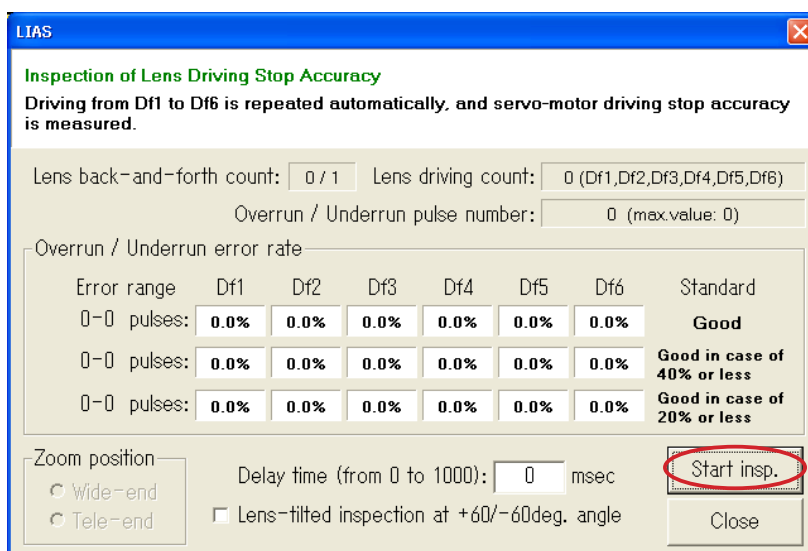 LIAS
Inspection of Lens Driving Stop Accuracy
Driving from Df1 to Df6 is repeated automatically, and servo-motor driving stop accuracy
is measured.
Lens back-and-forth count: 0 / 1 Lens driving count: 0 (Df1,Df2,Df3,Df4,Df5,Df6)
Overrun / Underrun pulse number: 0 (max.value: 0)
Overrun / Underrun error rate
Error range Df1 Df2 Df3 Df4 Df5 Df6 Standard
0-0 pulses: 0.0% 0.0% 0.0% 0.0% 0.0% 0.0% Good
0-0 pulses: 0.0% 0.0% 0.0% 0.0% 0.0% 0.0% Good in case of
40% or less
0-0 pulses: 0.0% 0.0% 0.0% 0.0% 0.0% 0.0% Good in case of
20% or less
Zoom position
Wide-end
Tele-end
Delay time (from 0 to 1000): 0 msec
Lens-tilted inspection at +60/-60deg. angle
Start insp.
Close